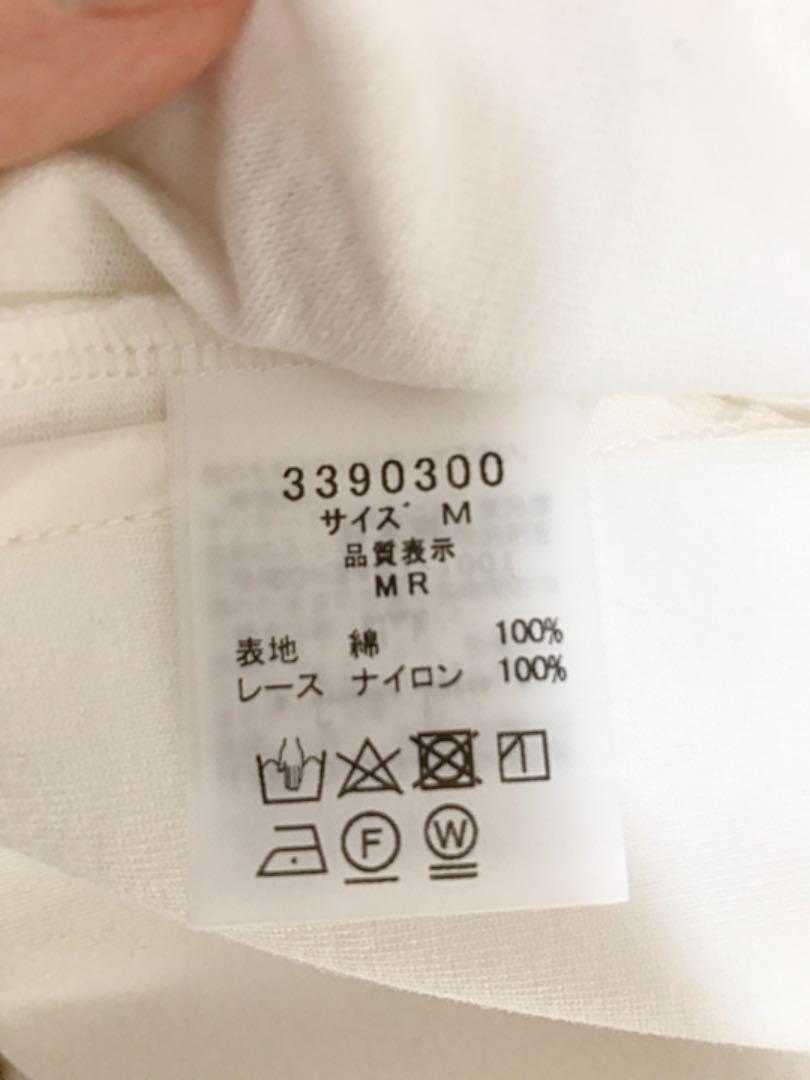 3390300
サイズ M
品質表示
MR
表地 綿 100%
レース ナイロン 100%
F W